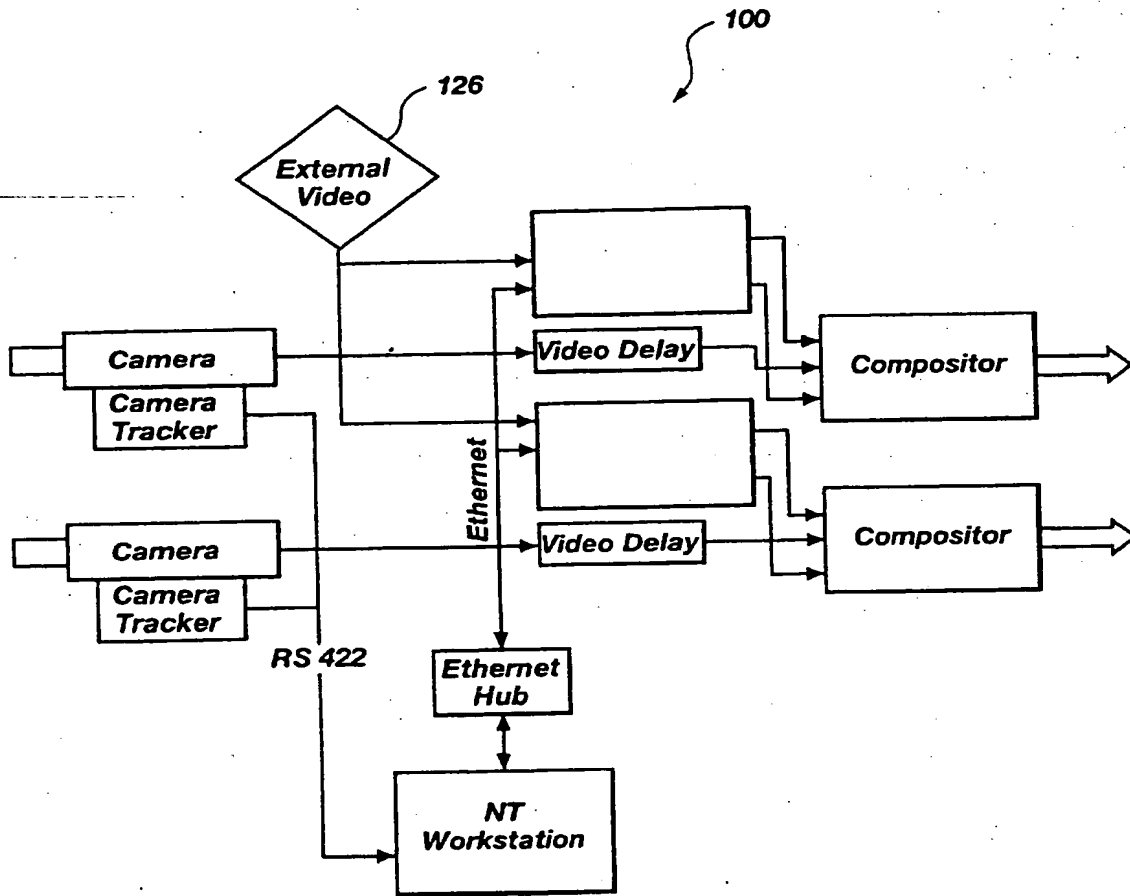 100
126
External
Video
Camera
Camera
Tracker
Video Delay
Compositor
Ethernet
Camera
Camera
Tracker
Video Delay
Compositor
RS 422
Ethernet
Hub
NT
Workstation